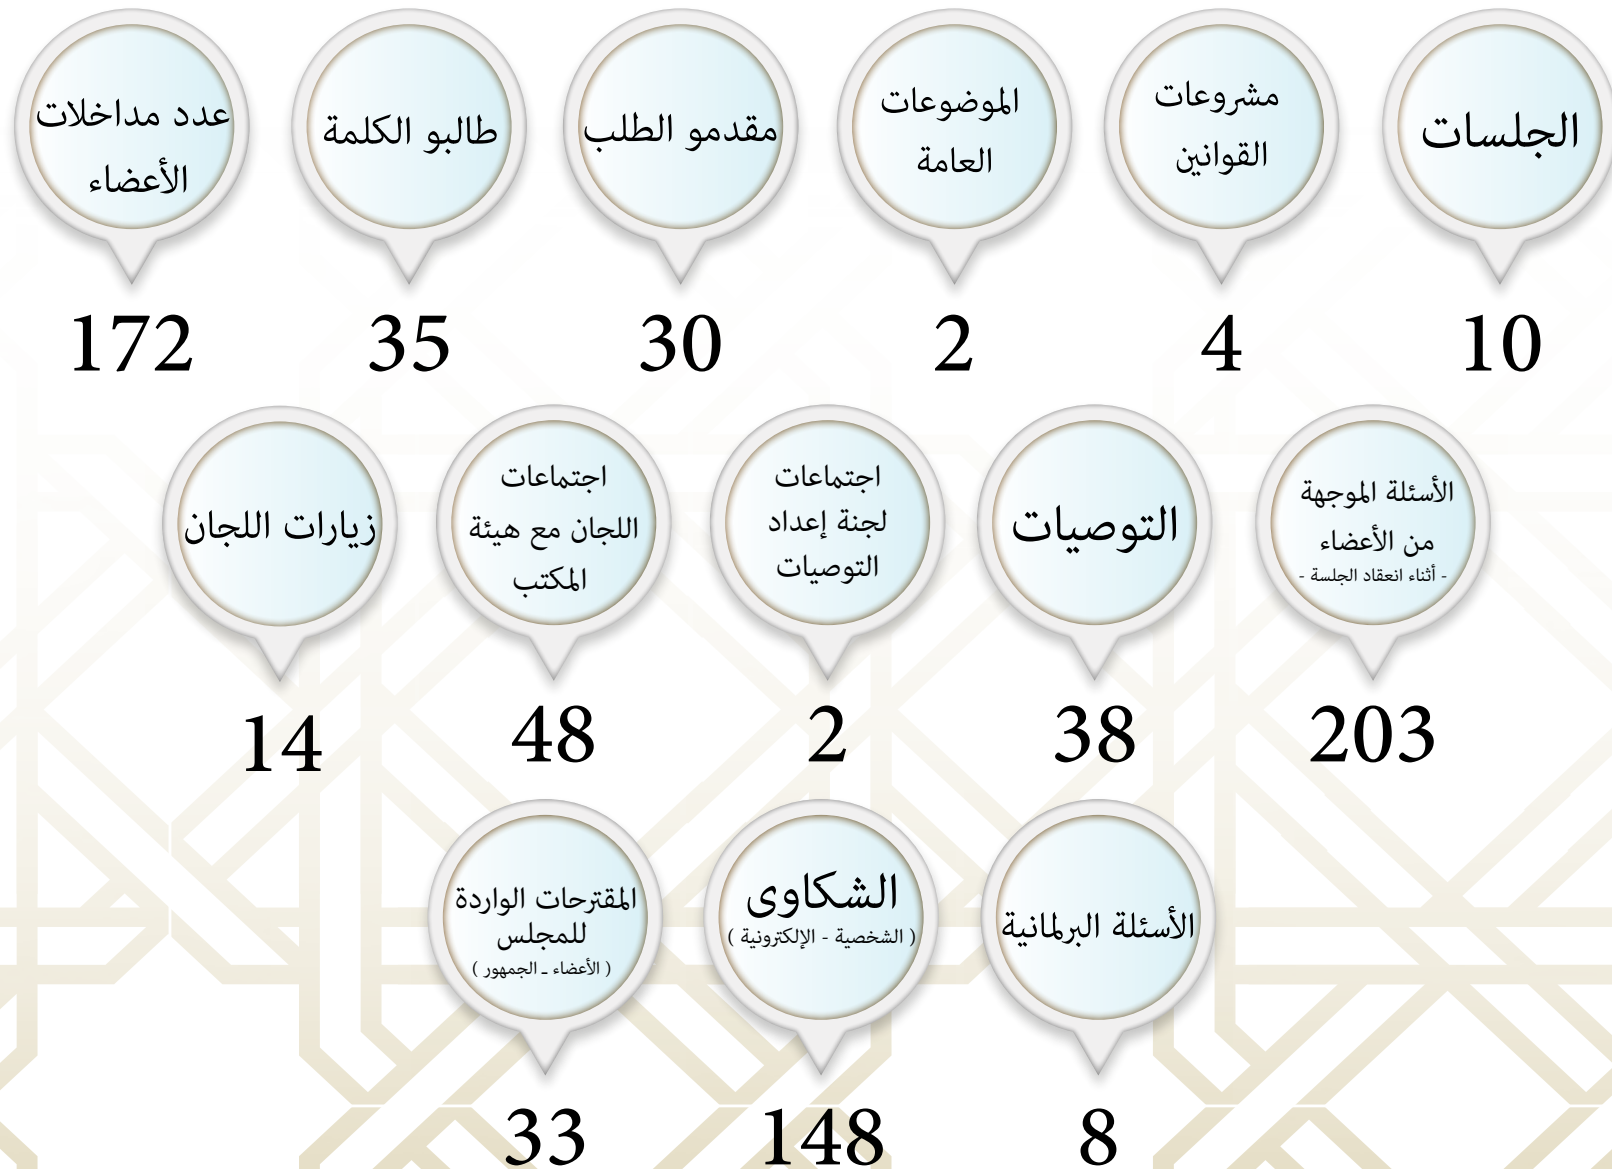 الجلسات
10
مشروعات
القوانين
4
الموضوعات
العامة
2
مقدمو الطلب
30
طالبو الكلمة
35
عدد مداخلات
الأعضاء
172
الأسئلة الموجهة
من الأعضاء
- أثناء انعقاد الجلسة -
203
التوصيات
38
اجتماعات
لجنة إعداد
التوصيات
2
اجتماعات
اللجان مع هيئة
المكتب
48
زيارات اللجان
14
الأسئلة البرلمانية
8
الشكاوى
( الشخصية - الإلكترونية )
148
المقترحات الواردة
للمجلس
( الأعضاء ـ الجمهور )
33